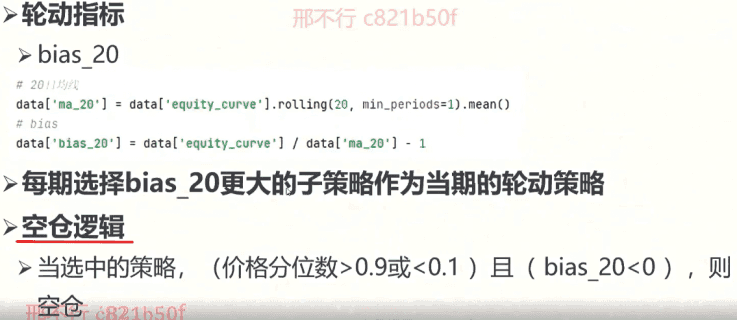 ➢轮动指标
邢不行 c821b50f
➢bias_20
# 20日均线
data['ma_20'] = data['equity_curve'].rolling(20, min_periods=1).mean()
# bias
data['bias_20'] = data['equity_curve'] / data['ma_20'] - 1
➢每期选择bias_20更大的子策略作为当期的轮动策略
➢空仓逻辑
➢当选中的策略，（价格分位数>0.9或<0.1 ）且（ bias_20<0 ），则
空仓
邢不行 c821b50f